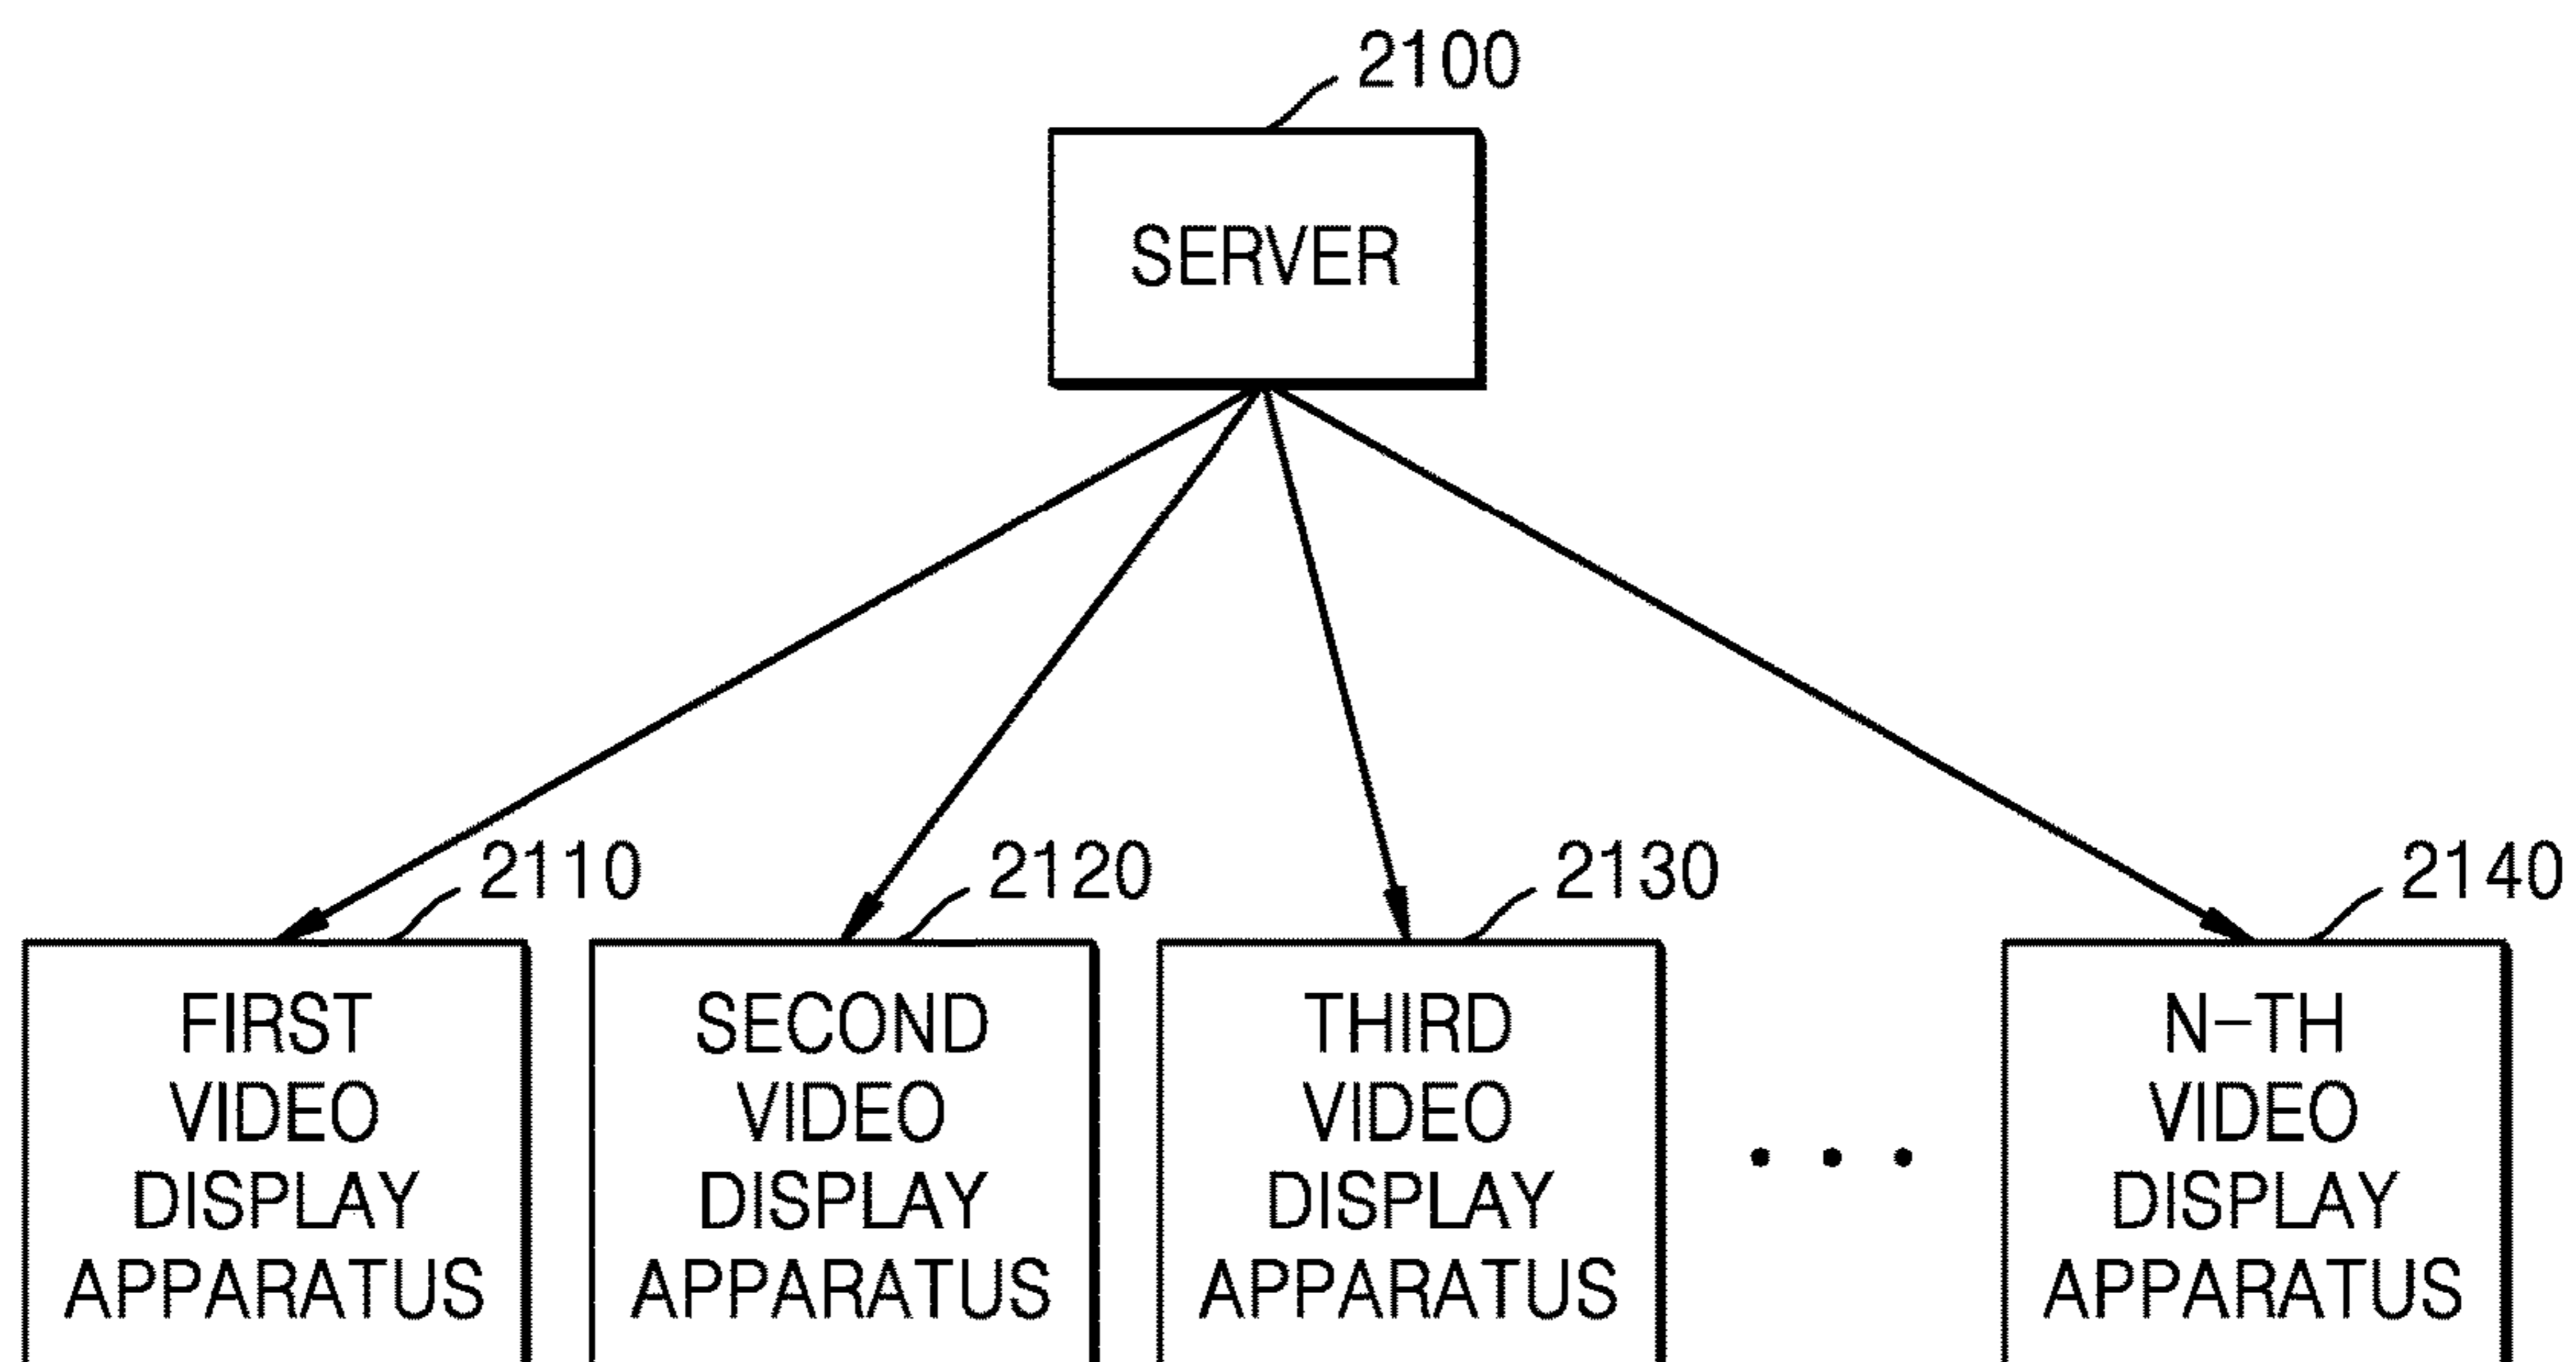 2100
SERVER
2110
2120
2130
2140
FIRST
VIDEO
DISPLAY
APPARATUS
SECOND
VIDEO
DISPLAY
APPARATUS
THIRD
VIDEO
DISPLAY
APPARATUS
. . .
N-TH
VIDEO
DISPLAY
APPARATUS